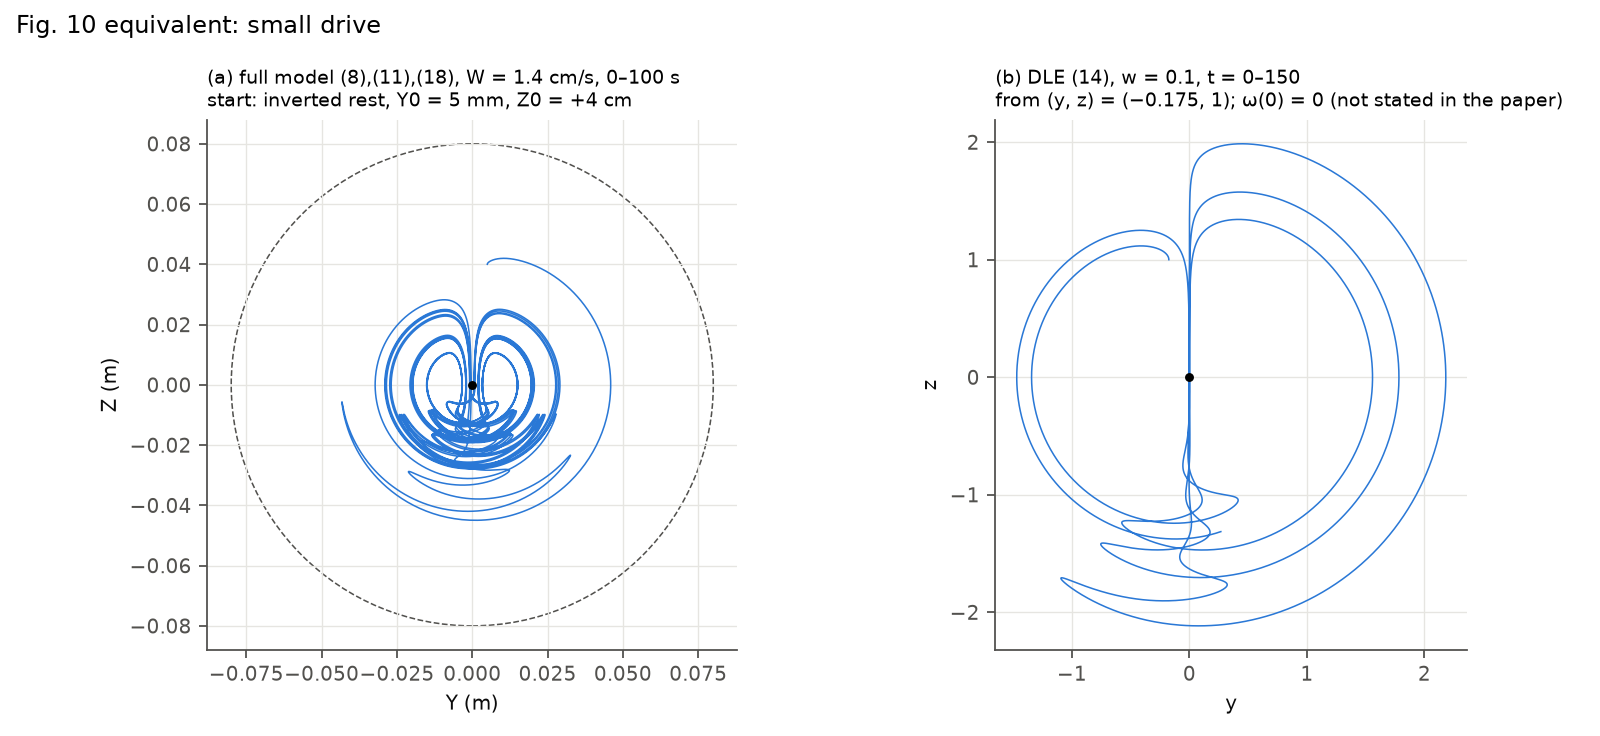 Fig. 10 equivalent: small drive
(a) full model (8),(11),(18), W = 1.4 cm/s, 0–100 s
start: inverted rest, Y0 = 5 mm, Z0 = +4 cm
0.08
0.06
0.04
0.02
0.00
−0.02
−0.04
−0.06
−0.08
Z (m)
−0.075 −0.050 −0.025 0.000 0.025 0.050 0.075
Y (m)
(b) DLE (14), w = 0.1, t = 0–150
from (y, z) = (−0.175, 1); ω(0) = 0 (not stated in the paper)
2
1
0
−1
−2
z
−1 0 1 2
y